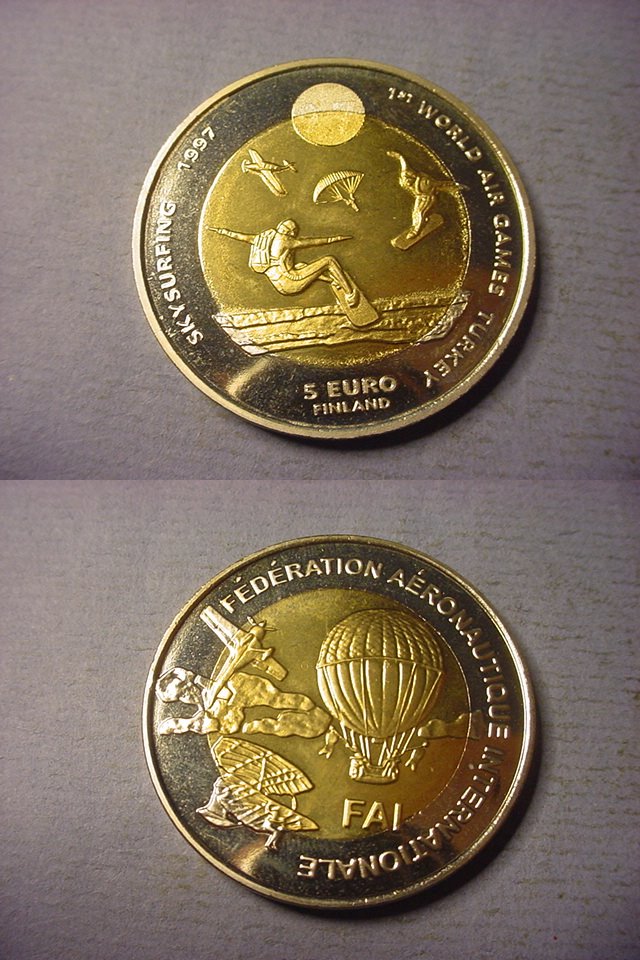 SKYSURFING 1997
1ST WORLD AIR GAMES TURKEY
5 EURO
FINLAND
FÉDÉRATION AÉRONAUTIQUE INTERNATIONALE
FAI